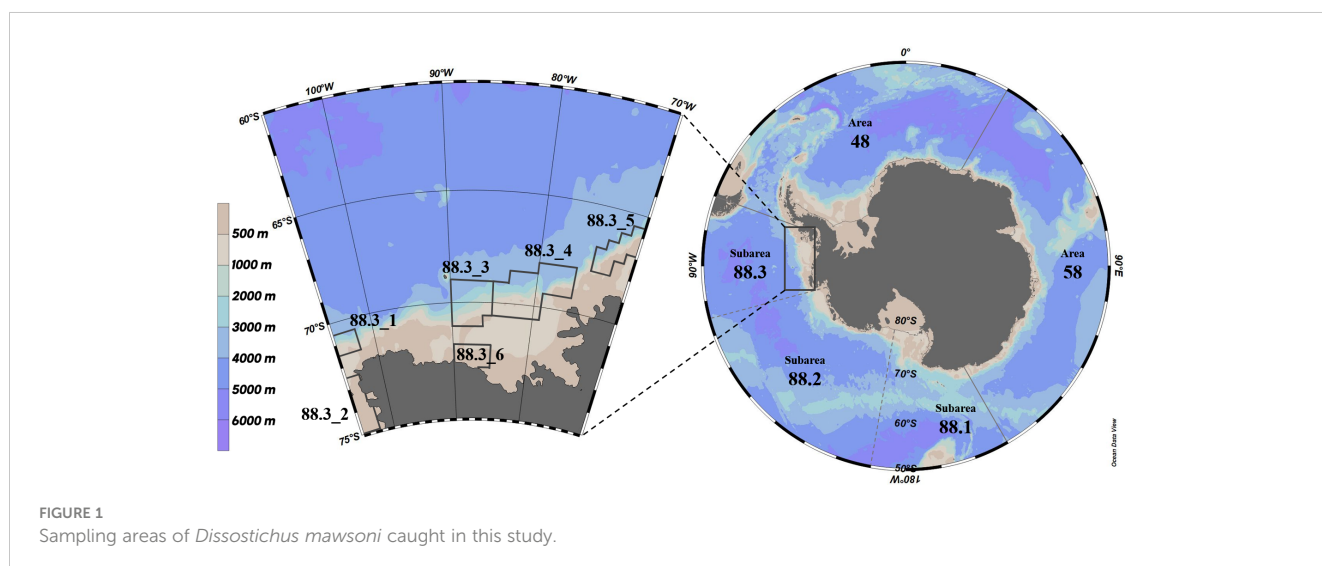 60°S
100°W
90°W
80°W
70°W
65°S
70°S
75°S
88.3_1
88.3_2
88.3_3
88.3_4
88.3_5
88.3_6
500 m
1000 m
2000 m
3000 m
4000 m
5000 m
6000 m
0°
90°E
180°W
90°W
Area
48
Area
58
Subarea
88.3
Subarea
88.2
Subarea
88.1
80°S
70°S
60°S
50°S
Ocean Data View
FIGURE 1
Sampling areas of Dissostichus mawsoni caught in this study.